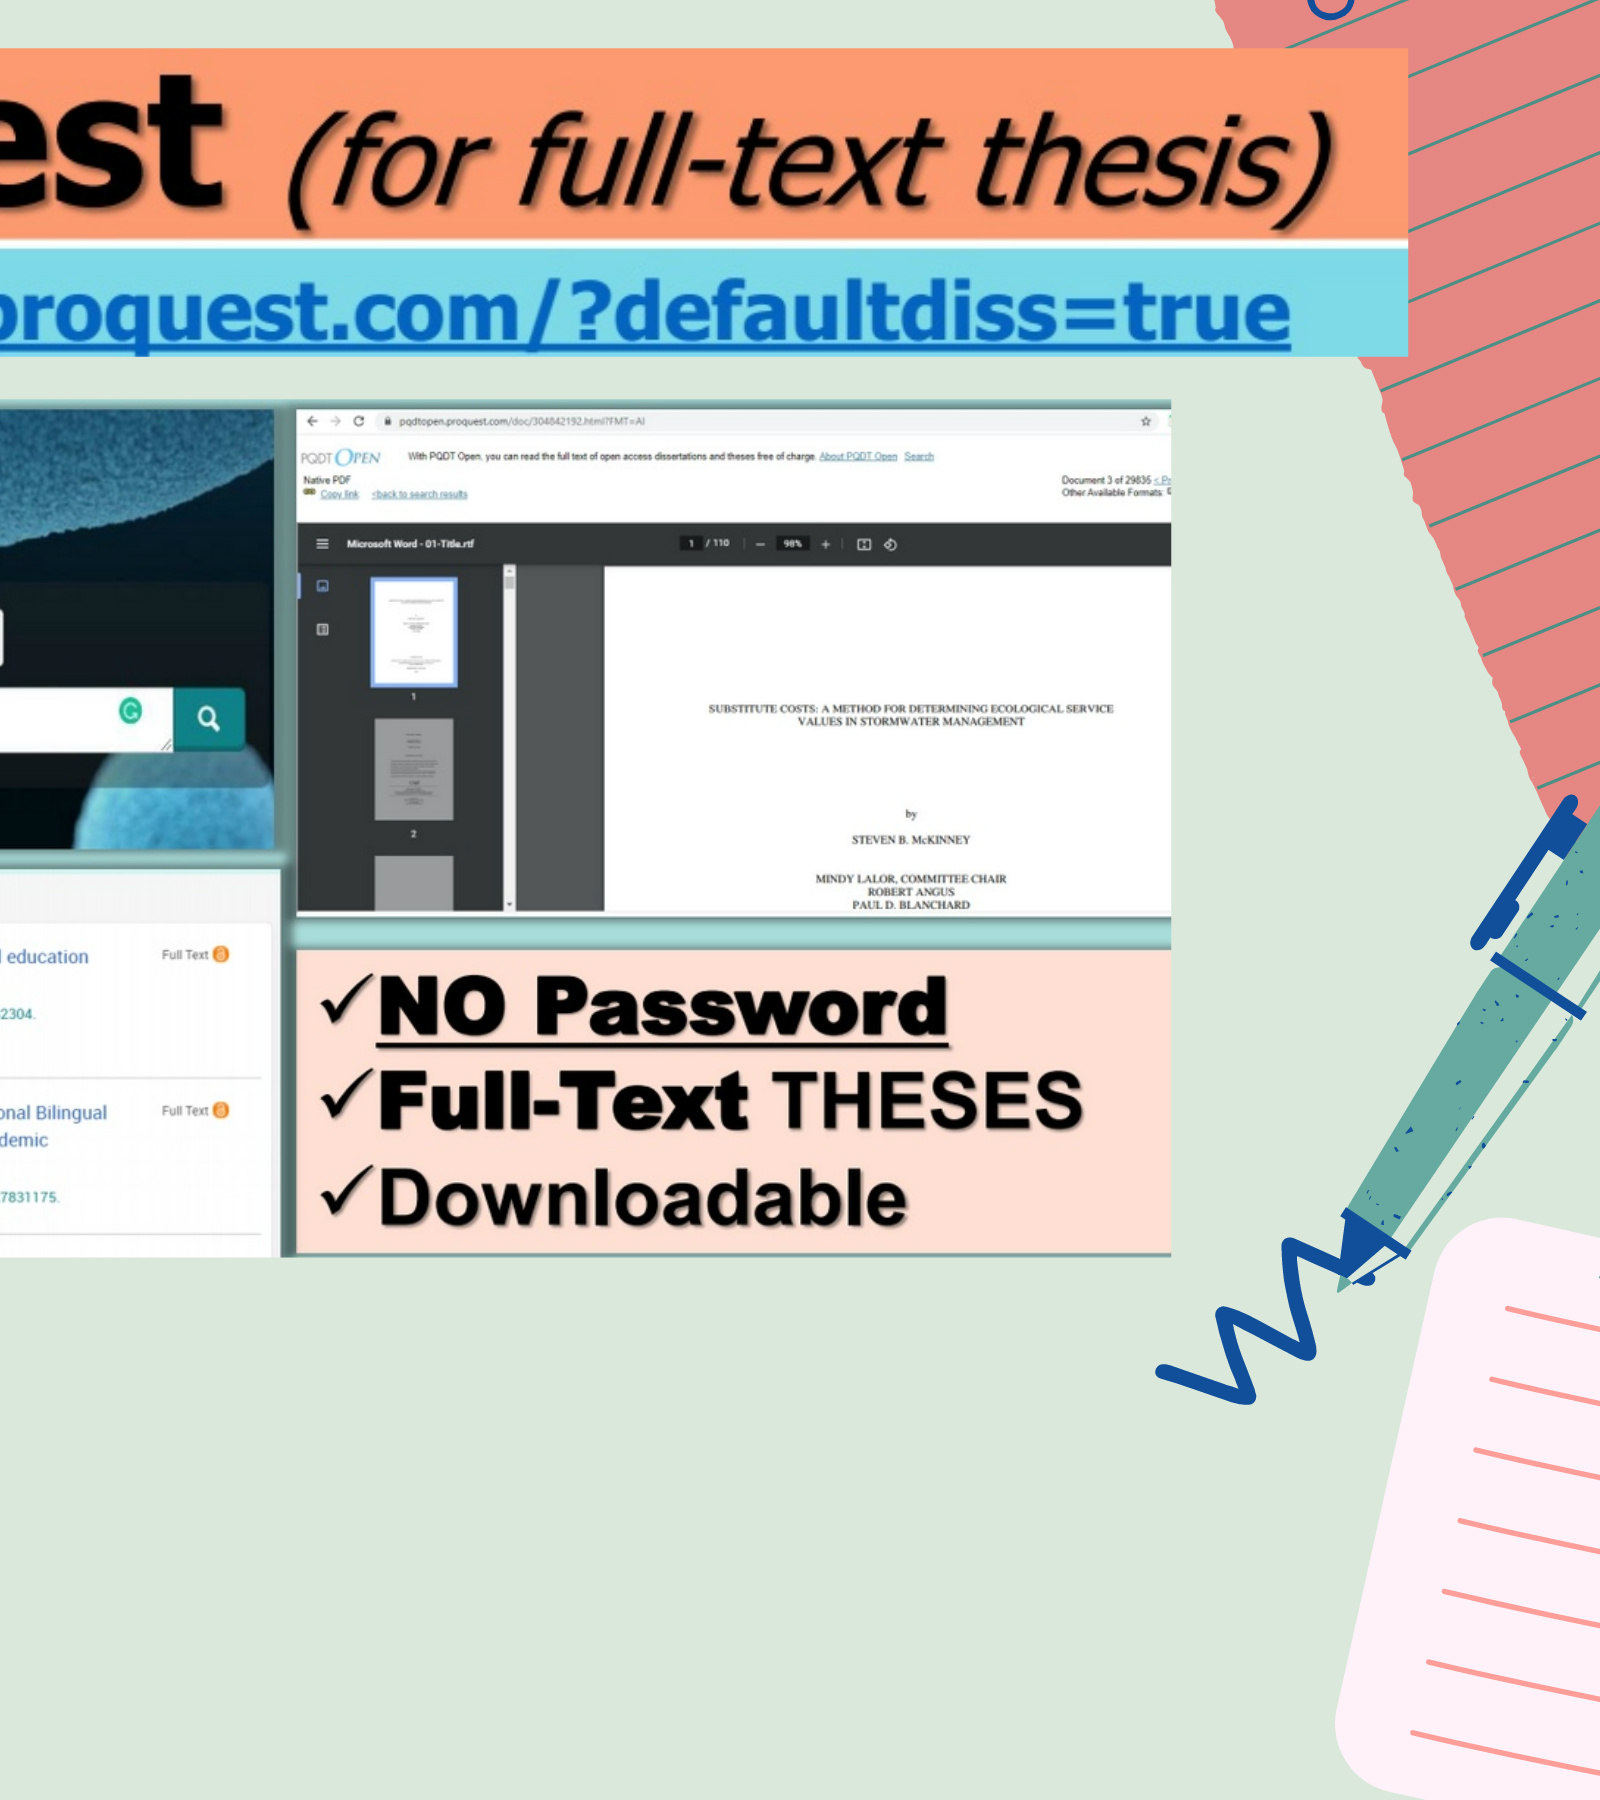 est (for full-text thesis)
proquest.com/?defaultdiss=true
pqdtopen.proquest.com/doc/304842192.html?FMT=AI
PQDT OPEN With PQDT Open, you can read the full text of open access dissertations and theses free of charge. About PQDT Open Search
Native PDF
Copy link <back to search results
Document 3 of 29835 <
Other Available Formats:
Microsoft Word - 01-Title.rtf 1 / 110 — 98% +
1
2
SUBSTITUTE COSTS: A METHOD FOR DETERMINING ECOLOGICAL SERVICE
VALUES IN STORMWATER MANAGEMENT
by
STEVEN B. McKINNEY
MINDY LALOR, COMMITTEE CHAIR
ROBERT ANGUS
PAUL D. BLANCHARD
education Full Text
2304.
onal Bilingual Full Text
demic
7831175.
✓NO Password
✓Full-Text THESES
✓Downloadable